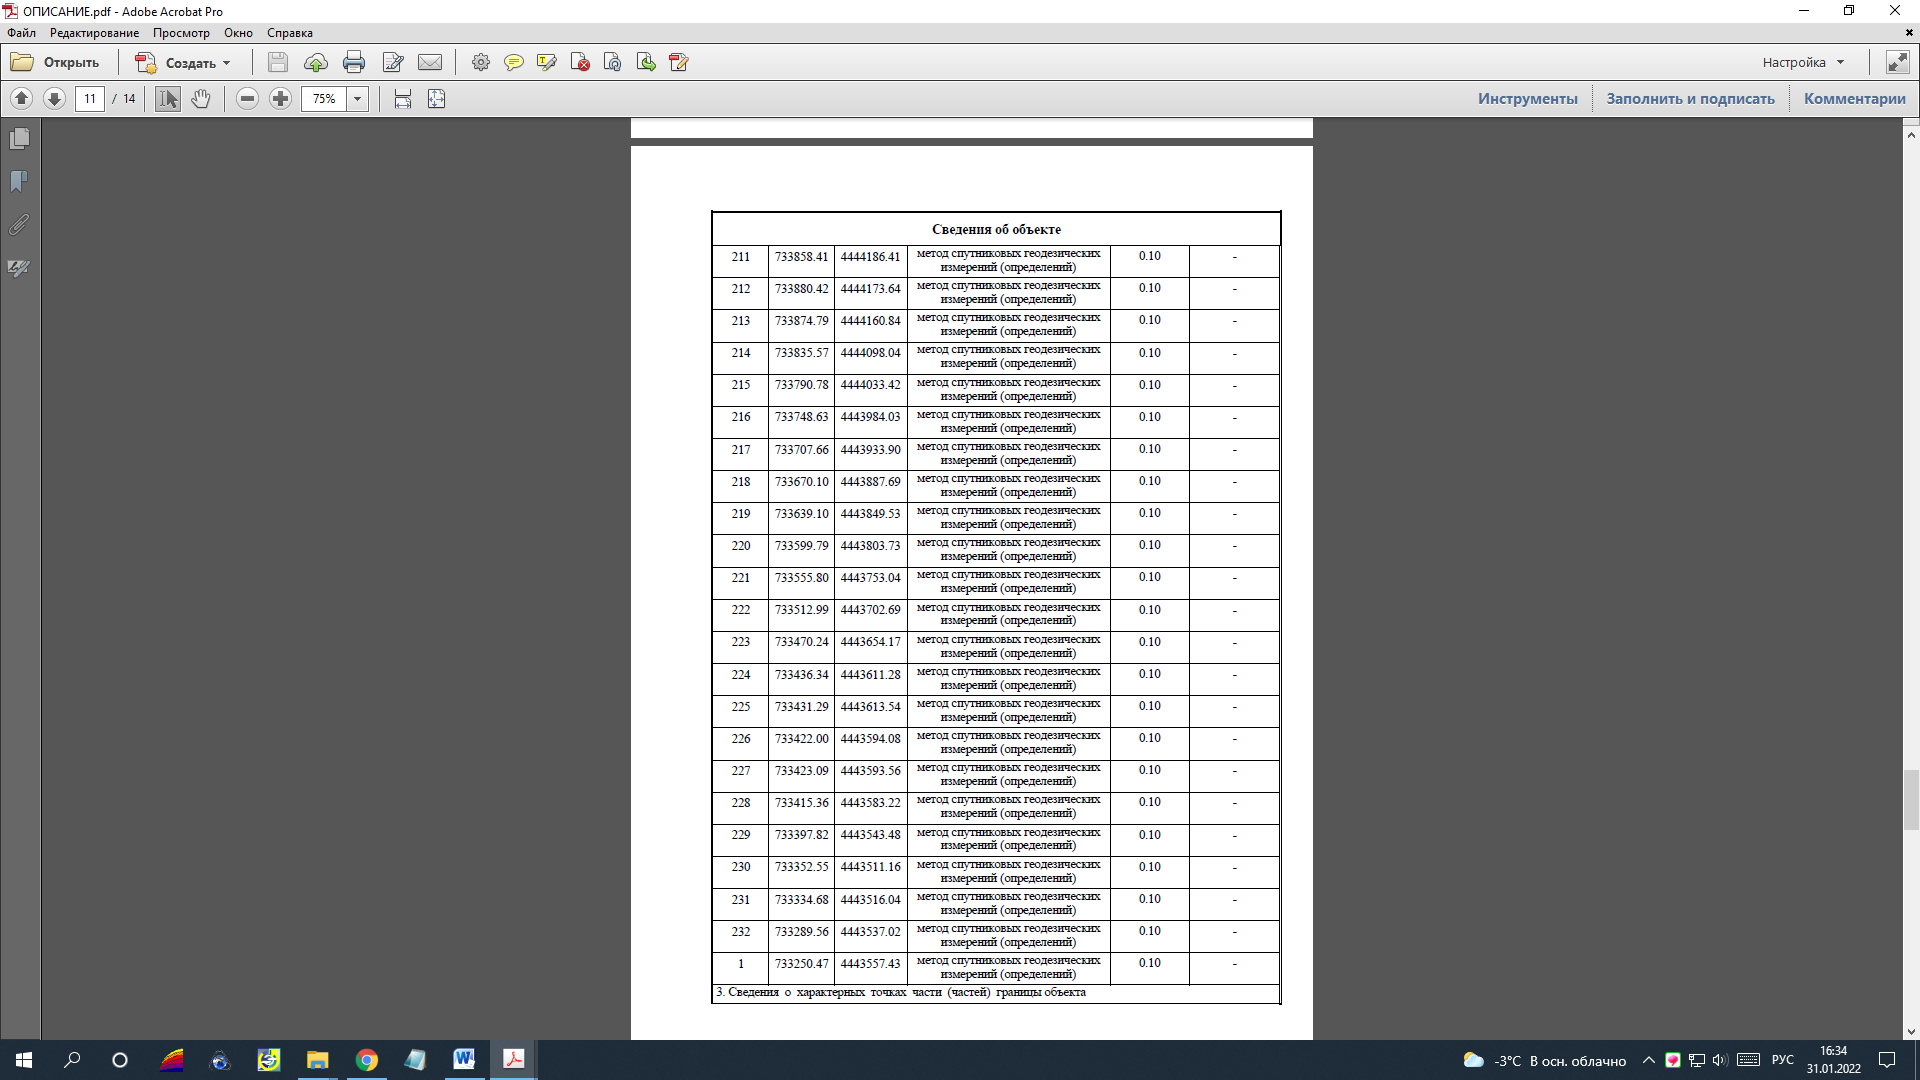 ОПИСАНИЕ.pdf - Adobe Acrobat Pro
Файл Редактирование Просмотр Окно Справка
Открыть Создать Настройка
11 / 14 75% Инструменты Заполнить и подписать Комментарии
Сведения об объекте
211 733858.41 4444186.41 метод спутниковых геодезических измерений (определений) 0.10 -
212 733880.42 4444173.64 метод спутниковых геодезических измерений (определений) 0.10 -
213 733874.79 4444160.84 метод спутниковых геодезических измерений (определений) 0.10 -
214 733835.57 4444098.04 метод спутниковых геодезических измерений (определений) 0.10 -
215 733790.78 4444033.42 метод спутниковых геодезических измерений (определений) 0.10 -
216 733748.63 4443984.03 метод спутниковых геодезических измерений (определений) 0.10 -
217 733707.66 4443933.90 метод спутниковых геодезических измерений (определений) 0.10 -
218 733670.10 4443887.69 метод спутниковых геодезических измерений (определений) 0.10 -
219 733639.10 4443849.53 метод спутниковых геодезических измерений (определений) 0.10 -
220 733599.79 4443803.73 метод спутниковых геодезических измерений (определений) 0.10 -
221 733555.80 4443753.04 метод спутниковых геодезических измерений (определений) 0.10 -
222 733512.99 4443702.69 метод спутниковых геодезических измерений (определений) 0.10 -
223 733470.24 4443654.17 метод спутниковых геодезических измерений (определений) 0.10 -
224 733436.34 4443611.28 метод спутниковых геодезических измерений (определений) 0.10 -
225 733431.29 4443613.54 метод спутниковых геодезических измерений (определений) 0.10 -
226 733422.00 4443594.08 метод спутниковых геодезических измерений (определений) 0.10 -
227 733423.09 4443593.56 метод спутниковых геодезических измерений (определений) 0.10 -
228 733415.36 4443583.22 метод спутниковых геодезических измерений (определений) 0.10 -
229 733397.82 4443543.48 метод спутниковых геодезических измерений (определений) 0.10 -
230 733352.55 4443511.16 метод спутниковых геодезических измерений (определений) 0.10 -
231 733334.68 4443516.04 метод спутниковых геодезических измерений (определений) 0.10 -
232 733289.56 4443537.02 метод спутниковых геодезических измерений (определений) 0.10 -
1 733250.47 4443557.43 метод спутниковых геодезических измерений (определений) 0.10 -
3. Сведения о характерных точках части (частей) границы объекта
-3°C В осн. облачно РУС 16:34
31.01.2022